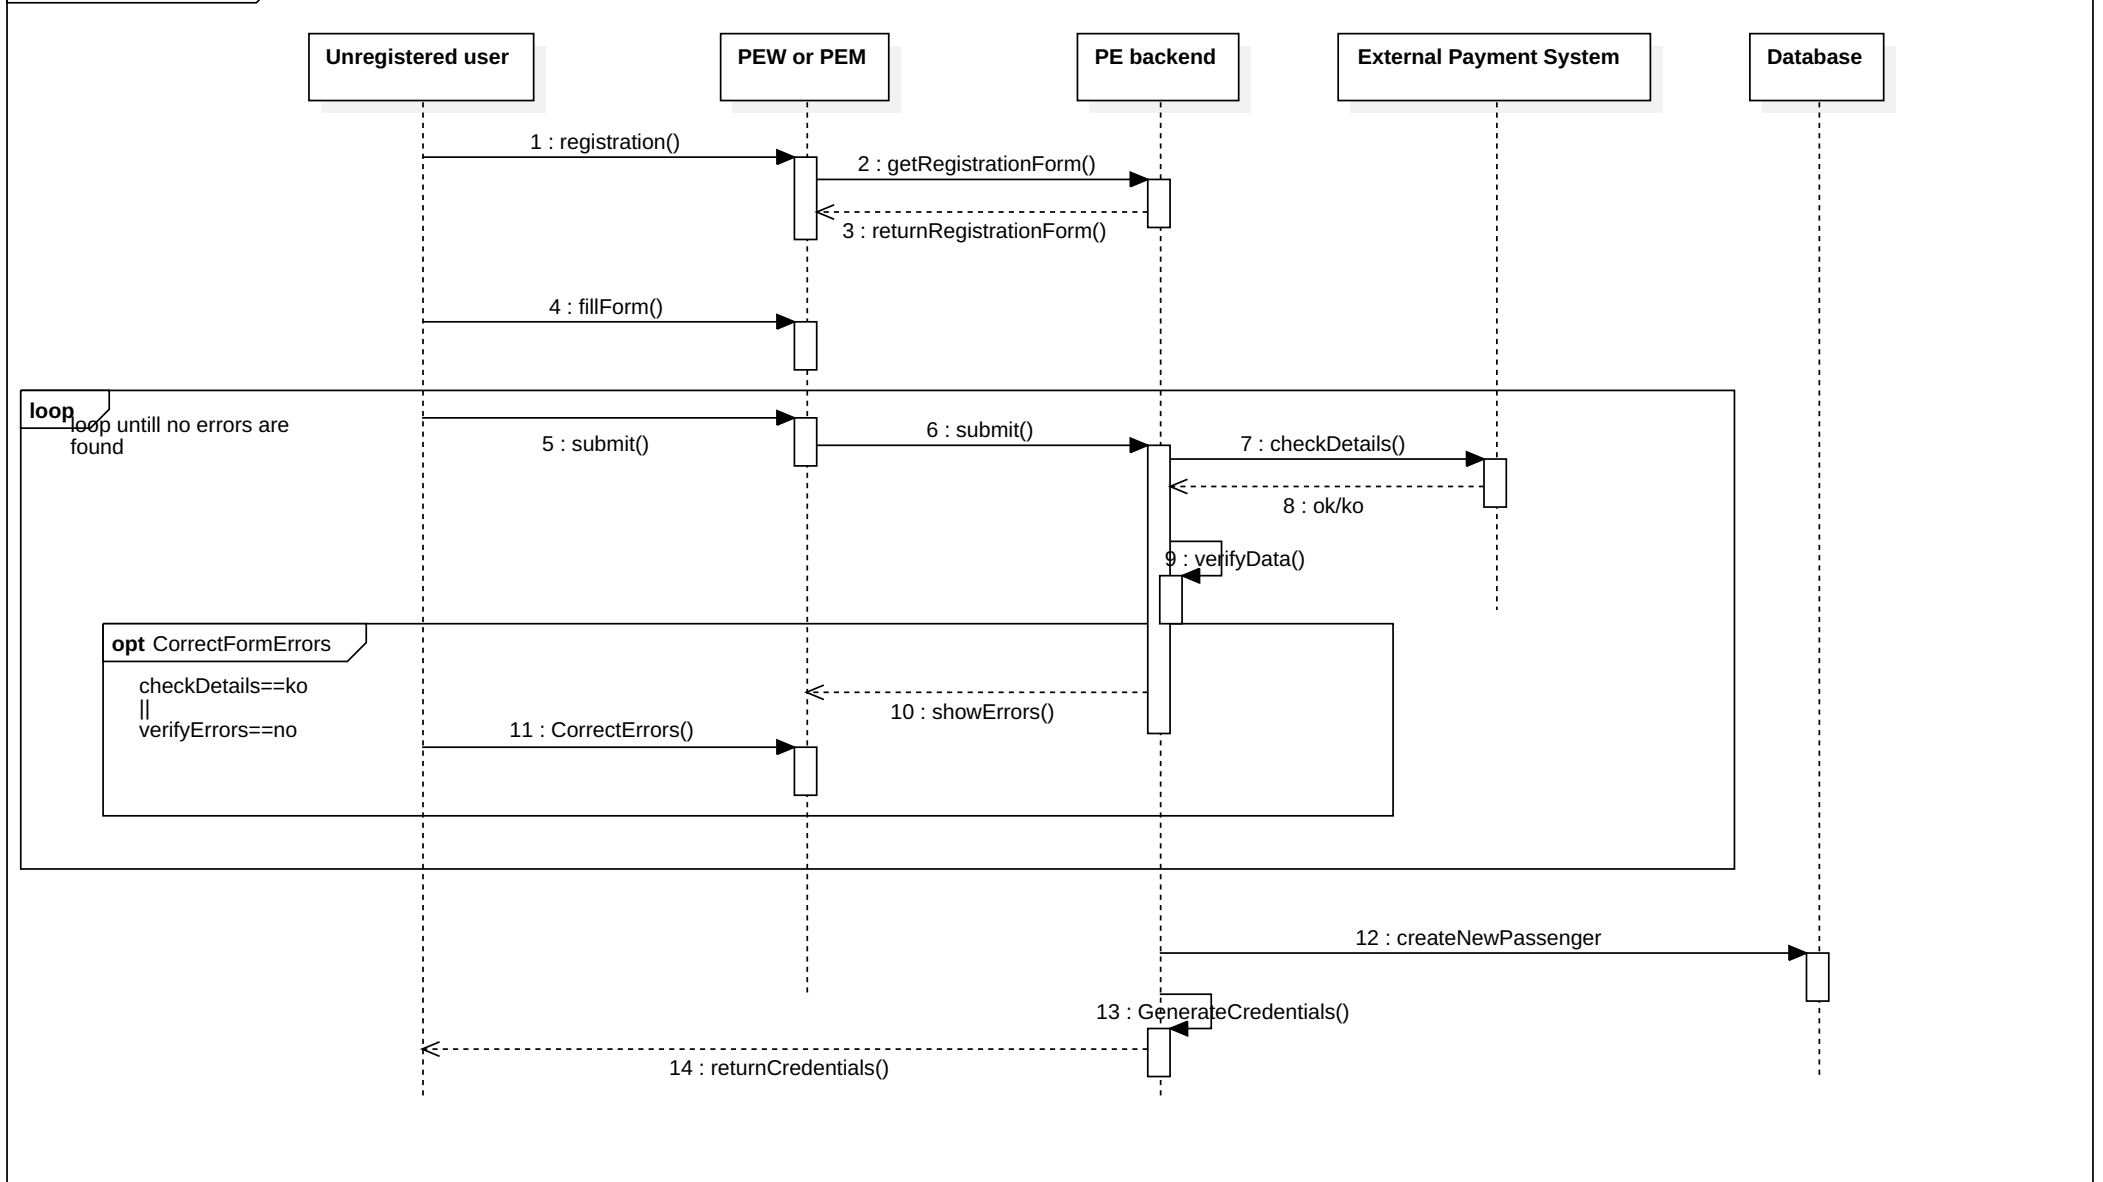 Unregistered user
PEW or PEM
PE backend
External Payment System
Database
1 : registration()
2 : getRegistrationForm()
3 : returnRegistrationForm()
4 : fillForm()
loop
loop untill no errors are
found
5 : submit()
6 : submit()
7 : checkDetails()
8 : ok/ko
9 : verifyData()
opt CorrectFormErrors
checkDetails==ko
||
verifyErrors==no
10 : showErrors()
11 : CorrectErrors()
12 : createNewPassenger
13 : GenerateCredentials()
14 : returnCredentials()